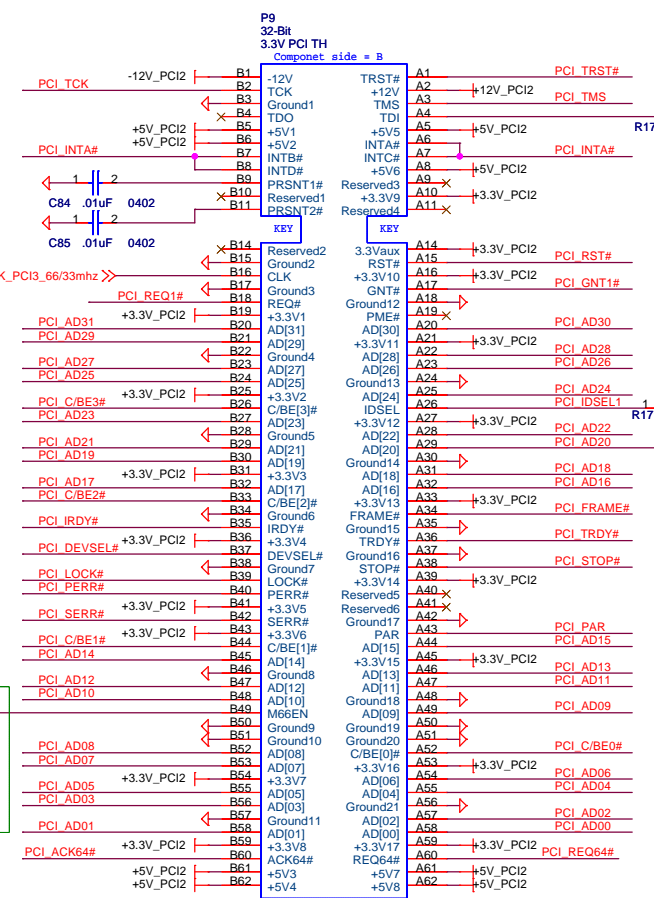 P9
32-Bit
3.3V PCI TH
Componet side = B
-12V_PCI2 B1 -12V TRST# A1 PCI_TRST#
PCI_TCK B2 TCK +12V A2 +12V_PCI2
B3 Ground1 TMS A3 PCI_TMS
B4 TDO TDI A4
+5V_PCI2 B5 +5V1 +5V5 A5 +5V_PCI2 R17
+5V_PCI2 B6 +5V2 INTA# A6
PCI_INTA# B7 INTB# INTC# A7 PCI_INTA#
B8 INTD# +5V6 A8 +5V_PCI2
1 2 B9 PRSNT1# Reserved3 A9
C84 .01uF 0402 B10 Reserved1 +3.3V9 A10 +3.3V_PCI2
1 2 B11 PRSNT2# Reserved4 A11
C85 .01uF 0402
KEY KEY
B14 Reserved2 3.3Vaux A14 +3.3V_PCI2
B15 Ground2 RST# A15 PCI_RST#
K_PCI3_66/33mhz B16 CLK +3.3V10 A16 +3.3V_PCI2
B17 Ground3 GNT# A17 PCI_GNT1#
PCI_REQ1# B18 REQ# Ground12 A18
+3.3V_PCI2 B19 +3.3V1 PME# A19
PCI_AD31 B20 AD[31] AD[30] A20 PCI_AD30
PCI_AD29 B21 AD[29] +3.3V11 A21 +3.3V_PCI2
B22 Ground4 AD[28] A22 PCI_AD28
PCI_AD27 B23 AD[27] AD[26] A23 PCI_AD26
PCI_AD25 B24 AD[25] Ground13 A24
+3.3V_PCI2 B25 +3.3V2 AD[24] A25 PCI_AD24
PCI_C/BE3# B26 C/BE[3]# IDSEL A26 PCI_IDSEL1 1
PCI_AD23 B27 AD[23] +3.3V12 A27 +3.3V_PCI2 R17
B28 Ground5 AD[22] A28 PCI_AD22
PCI_AD21 B29 AD[21] AD[20] A29 PCI_AD20
PCI_AD19 B30 AD[19] Ground14 A30
+3.3V_PCI2 B31 +3.3V3 AD[18] A31 PCI_AD18
PCI_AD17 B32 AD[17] AD[16] A32 PCI_AD16
PCI_C/BE2# B33 C/BE[2]# +3.3V13 A33 +3.3V_PCI2
B34 Ground6 FRAME# A34 PCI_FRAME#
PCI_IRDY# B35 IRDY# Ground15 A35
+3.3V_PCI2 B36 +3.3V4 TRDY# A36 PCI_TRDY#
PCI_DEVSEL# B37 DEVSEL# Ground16 A37
B38 Ground7 STOP# A38 PCI_STOP#
PCI_LOCK# B39 LOCK# +3.3V14 A39 +3.3V_PCI2
PCI_PERR# B40 PERR# Reserved5 A40
+3.3V_PCI2 B41 +3.3V5 Reserved6 A41
PCI_SERR# B42 SERR# Ground17 A42
+3.3V_PCI2 B43 +3.3V6 PAR A43 PCI_PAR
PCI_C/BE1# B44 C/BE[1]# AD[15] A44 PCI_AD15
PCI_AD14 B45 AD[14] +3.3V15 A45 +3.3V_PCI2
B46 Ground8 AD[13] A46 PCI_AD13
PCI_AD12 B47 AD[12] AD[11] A47 PCI_AD11
PCI_AD10 B48 AD[10] Ground18 A48
B49 M66EN AD[09] A49 PCI_AD09
B50 Ground9 Ground19 A50
B51 Ground10 Ground20 A51
PCI_AD08 B52 AD[08] C/BE[0]# A52 PCI_C/BE0#
PCI_AD07 B53 AD[07] +3.3V16 A53 +3.3V_PCI2
+3.3V_PCI2 B54 +3.3V7 AD[06] A54 PCI_AD06
PCI_AD05 B55 AD[05] AD[04] A55 PCI_AD04
PCI_AD03 B56 AD[03] Ground21 A56
B57 Ground11 AD[02] A57 PCI_AD02
PCI_AD01 B58 AD[01] AD[00] A58 PCI_AD00
+3.3V_PCI2 B59 +3.3V8 +3.3V17 A59 +3.3V_PCI2
PCI_ACK64# B60 ACK64# REQ64# A60 PCI_REQ64#
+5V_PCI2 B61 +5V3 +5V7 A61 +5V_PCI2
+5V_PCI2 B62 +5V4 +5V8 A62 +5V_PCI2